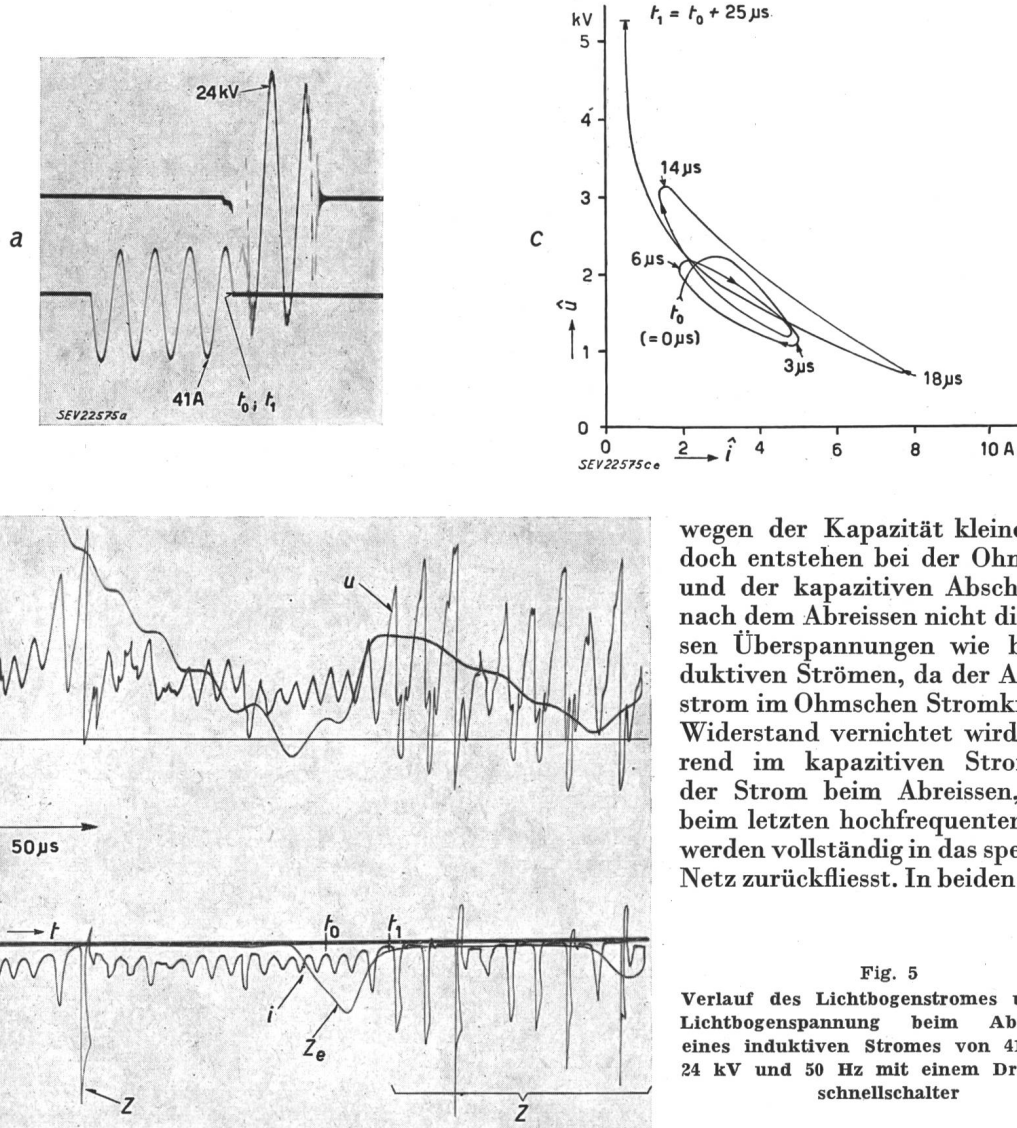 a
24 kV
41 A
t₀; t₁
SEV22575a
c
kV
t₁ = t₀ + 25 µs
5
4
3
2
1
0
û
14 µs
6 µs
t₀
(= 0 µs)
3 µs
18 µs
0 2 4 6 8 10 A
î
SEV22575ce
u
50 µs
t
t₀ t₁
i
Zₑ
Z
Z
wegen der Kapazität kleine
doch entstehen bei der Ohm
und der kapazitiven Absch
nach dem Abreissen nicht di
sen Überspannungen wie b
duktiven Strömen, da der A
strom im Ohmschen Stromk
Widerstand vernichtet wird
rend im kapazitiven Stro
der Strom beim Abreissen,
beim letzten hochfrequenten
werden vollständig in das spe
Netz zurückfliesst. In beiden
Fig. 5
Verlauf des Lichtbogenstromes u
Lichtbogenspannung beim Ab
eines induktiven Stromes von 41
24 kV und 50 Hz mit einem Dr
schnellschalter